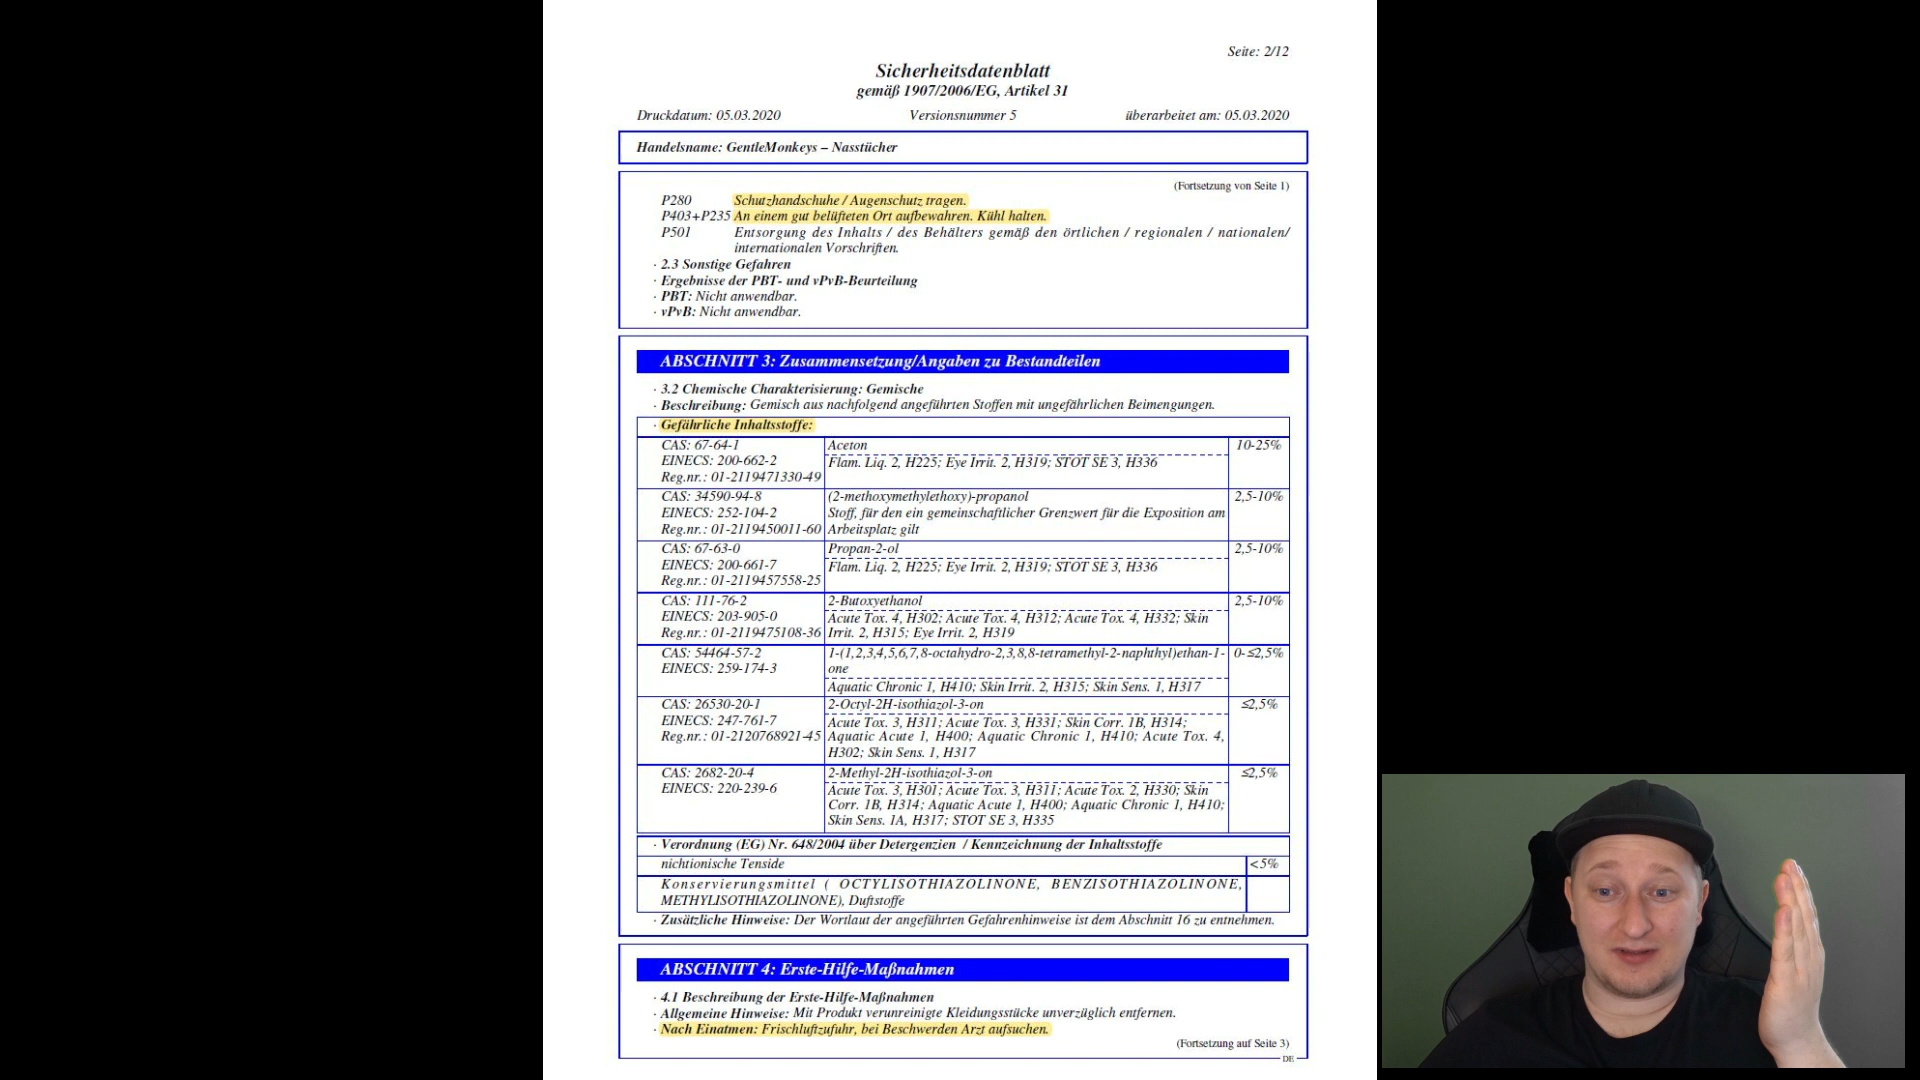 Seite: 2/12
Sicherheitsdatenblatt
gemäß 1907/2006/EG, Artikel 31
Druckdatum: 05.03.2020 Versionsnummer 5 überarbeitet am: 05.03.2020
Handelsname: GentleMonkeys – Nasstücher
(Fortsetzung von Seite 1)
P280 Schutzhandschuhe / Augenschutz tragen.
P403+P235 An einem gut belüfteten Ort aufbewahren. Kühl halten.
P501 Entsorgung des Inhalts / des Behälters gemäß den örtlichen / regionalen / nationalen/
internationalen Vorschriften.
· 2.3 Sonstige Gefahren
· Ergebnisse der PBT- und vPvB-Beurteilung
· PBT: Nicht anwendbar.
· vPvB: Nicht anwendbar.
ABSCHNITT 3: Zusammensetzung/Angaben zu Bestandteilen
· 3.2 Chemische Charakterisierung: Gemische
· Beschreibung: Gemisch aus nachfolgend angeführten Stoffen mit ungefährlichen Beimengungen.
· Gefährliche Inhaltsstoffe:
CAS: 67-64-1 Aceton 10-25%
EINECS: 200-662-2 Flam. Liq. 2, H225; Eye Irrit. 2, H319; STOT SE 3, H336
Reg.nr.: 01-2119471330-49
CAS: 34590-94-8 (2-methoxymethylethoxy)-propanol 2,5-10%
EINECS: 252-104-2 Stoff, für den ein gemeinschaftlicher Grenzwert für die Exposition am
Reg.nr.: 01-2119450011-60 Arbeitsplatz gilt
CAS: 67-63-0 Propan-2-ol 2,5-10%
EINECS: 200-661-7 Flam. Liq. 2, H225; Eye Irrit. 2, H319; STOT SE 3, H336
Reg.nr.: 01-2119457558-25
CAS: 111-76-2 2-Butoxyethanol 2,5-10%
EINECS: 203-905-0 Acute Tox. 4, H302; Acute Tox. 4, H312; Acute Tox. 4, H332; Skin
Reg.nr.: 01-2119475108-36 Irrit. 2, H315; Eye Irrit. 2, H319
CAS: 54464-57-2 1-(1,2,3,4,5,6,7,8-octahydro-2,3,8,8-tetramethyl-2-naphthyl)ethan-1- 0-≤2,5%
EINECS: 259-174-3 one
Aquatic Chronic 1, H410; Skin Irrit. 2, H315; Skin Sens. 1, H317
CAS: 26530-20-1 2-Octyl-2H-isothiazol-3-on ≤2,5%
EINECS: 247-761-7 Acute Tox. 3, H311; Acute Tox. 3, H331; Skin Corr. 1B, H314;
Reg.nr.: 01-2120768921-45 Aquatic Acute 1, H400; Aquatic Chronic 1, H410; Acute Tox. 4,
H302; Skin Sens. 1, H317
CAS: 2682-20-4 2-Methyl-2H-isothiazol-3-on ≤2,5%
EINECS: 220-239-6 Acute Tox. 3, H301; Acute Tox. 3, H311; Acute Tox. 2, H330; Skin
Corr. 1B, H314; Aquatic Acute 1, H400; Aquatic Chronic 1, H410;
Skin Sens. 1A, H317; STOT SE 3, H335
· Verordnung (EG) Nr. 648/2004 über Detergenzien / Kennzeichnung der Inhaltsstoffe
nichtionische Tenside <5%
Konservierungsmittel ( OCTYLISOTHIAZOLINONE, BENZISOTHIAZOLINONE,
METHYLISOTHIAZOLINONE), Duftstoffe
· Zusätzliche Hinweise: Der Wortlaut der angeführten Gefahrenhinweise ist dem Abschnitt 16 zu entnehmen.
ABSCHNITT 4: Erste-Hilfe-Maßnahmen
· 4.1 Beschreibung der Erste-Hilfe-Maßnahmen
· Allgemeine Hinweise: Mit Produkt verunreinigte Kleidungsstücke unverzüglich entfernen.
· Nach Einatmen: Frischluftzufuhr, bei Beschwerden Arzt aufsuchen.
(Fortsetzung auf Seite 3)
DE